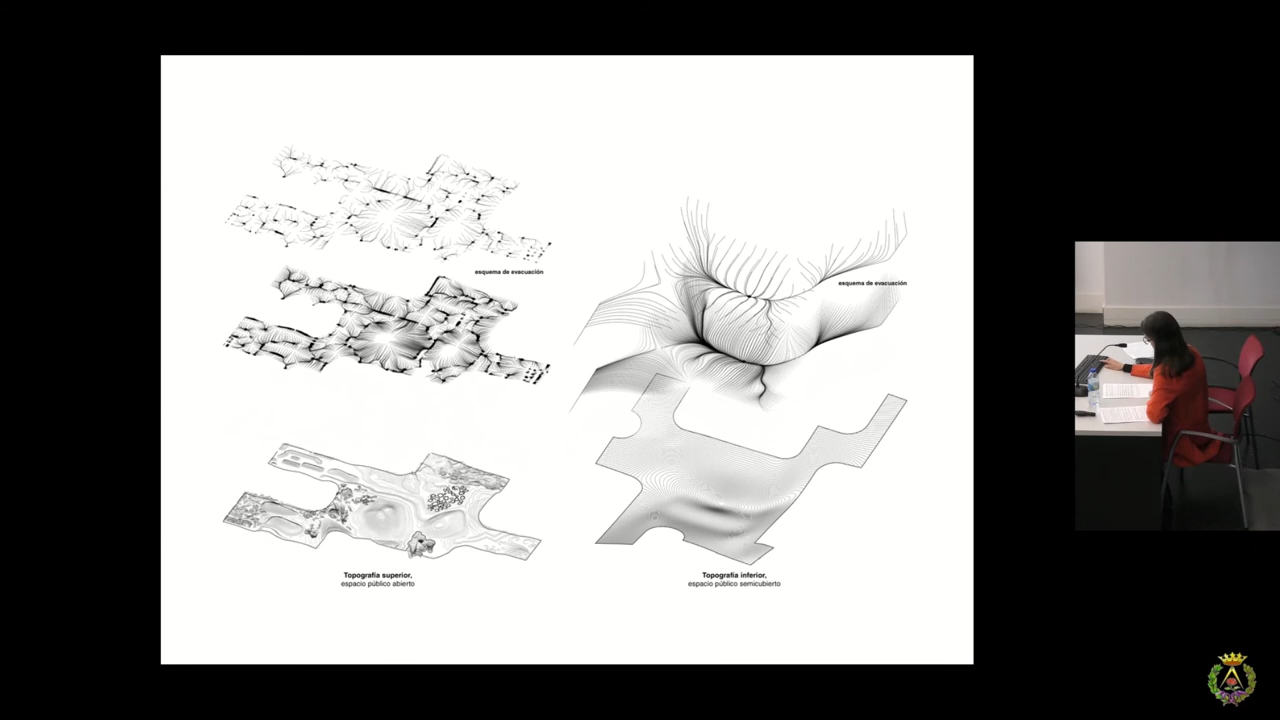 esquema de evacuación
esquema de evacuación
Topografía superior,
espacio público abierto
Topografía inferior,
espacio público semicubierto